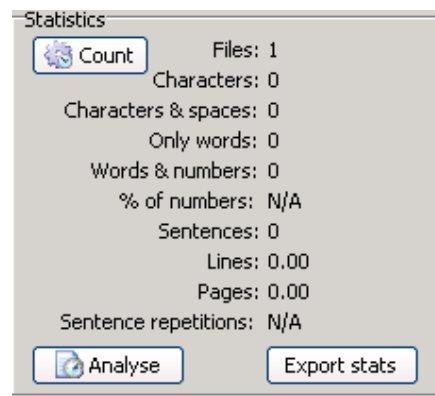 Statistics
Count Files: 1
Characters: 0
Characters & spaces: 0
Only words: 0
Words & numbers: 0
% of numbers: N/A
Sentences: 0
Lines: 0.00
Pages: 0.00
Sentence repetitions: N/A
Analyse Export stats